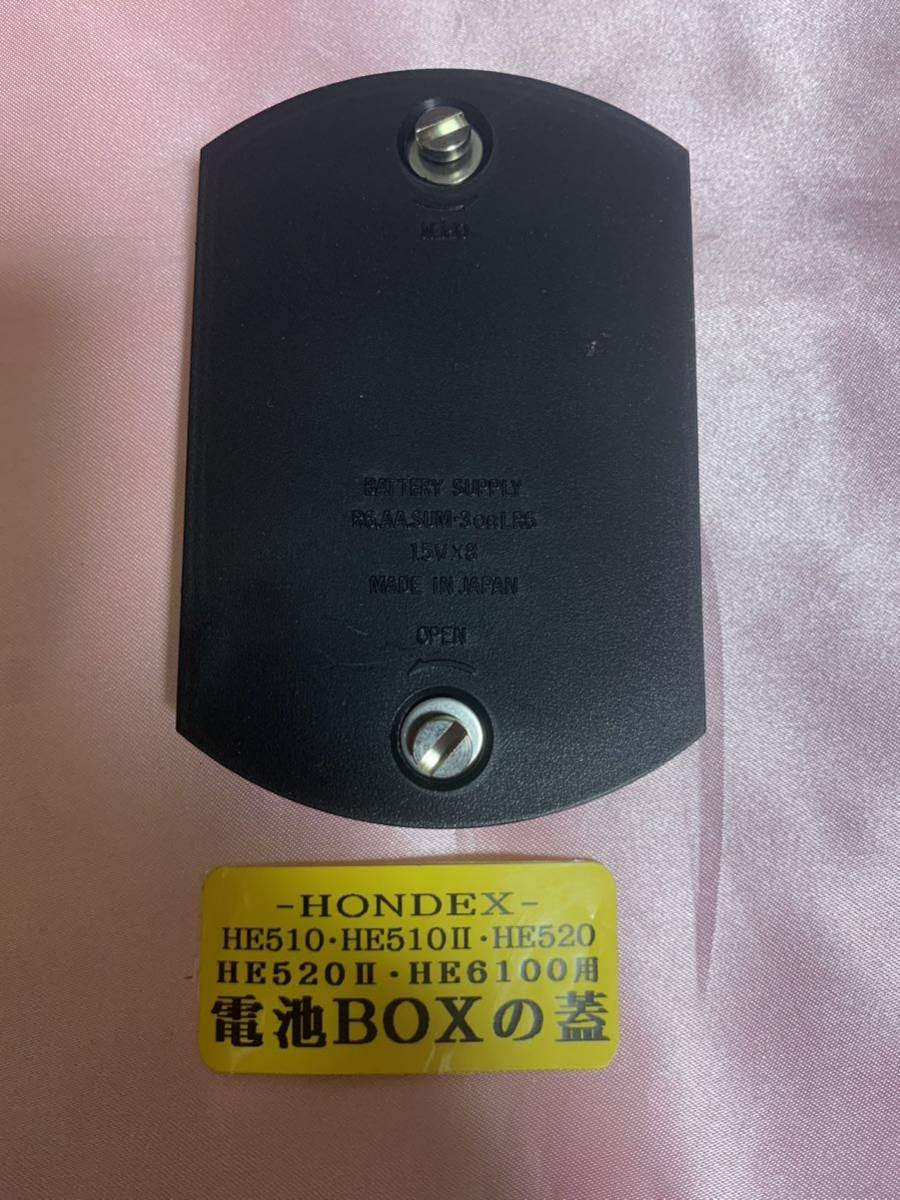 BATTERY SUPPLY
R6,AA,SUM-3 OR LR6
1.5V×8
MADE IN JAPAN
OPEN
-HONDEX-
HE510・HE510Ⅱ・HE520
HE520Ⅱ・HE6100用
電池BOXの蓋